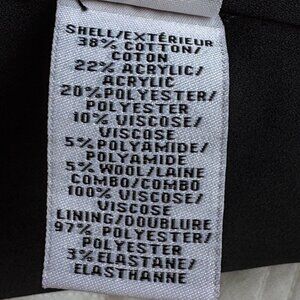 SHELL/EXTÉRIEUR
38% COTTON/
COTON
22% ACRYLIC/
ACRYLIC
20% POLYESTER/
POLYESTER
10% VISCOSE/
VISCOSE
5% POLYAMIDE/
POLYAMIDE
5% WOOL/LAINE
COMBO/COMBO
100% VISCOSE/
VISCOSE
LINING/DOUBLURE
97% POLYESTER/
POLYESTER
3% ELASTANE/
ELASTHANNE